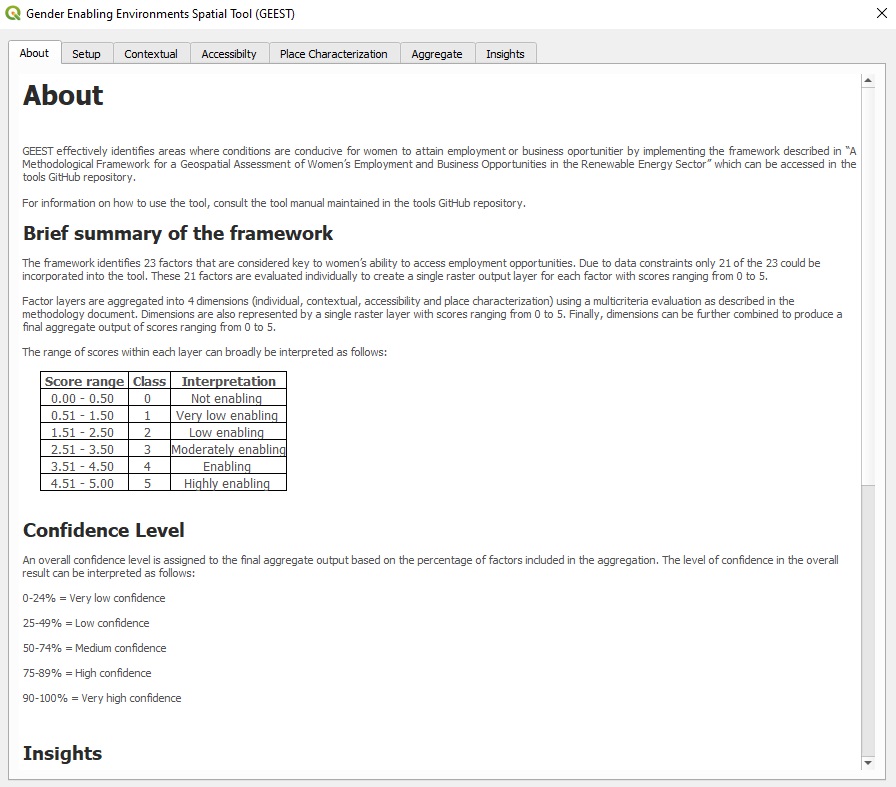 Gender Enabling Environments Spatial Tool (GEEST)
About Setup Contextual Accessibilty Place Characterization Aggregate Insights
About
GEEST effectively identifies areas where conditions are conducive for women to attain employment or business oportunitier by implementing the framework described in “A
Methodological Framework for a Geospatial Assessment of Women’s Employment and Business Opportunities in the Renewable Energy Sector” which can be accessed in the
tools GitHub repository.
For information on how to use the tool, consult the tool manual maintained in the tools GitHub repository.
Brief summary of the framework
The framework identifies 23 factors that are considered key to women’s ability to access employment opportunities. Due to data constraints only 21 of the 23 could be
incorporated into the tool. These 21 factors are evaluated individually to create a single raster output layer for each factor with scores ranging from 0 to 5.
Factor layers are aggregated into 4 dimensions (individual, contextual, accessibility and place characterization) using a multicriteria evaluation as described in the
methodology document. Dimensions are also represented by a single raster layer with scores ranging from 0 to 5. Finally, dimensions can be further combined to produce a
final aggregate output of scores ranging from 0 to 5.
The range of scores within each layer can broadly be interpreted as follows:
Score range Class Interpretation
0.00 - 0.50 0 Not enabling
0.51 - 1.50 1 Very low enabling
1.51 - 2.50 2 Low enabling
2.51 - 3.50 3 Moderately enabling
3.51 - 4.50 4 Enabling
4.51 - 5.00 5 Highly enabling
Confidence Level
An overall confidence level is assigned to the final aggregate output based on the percentage of factors included in the aggregation. The level of confidence in the overall
result can be interpreted as follows:
0-24% = Very low confidence
25-49% = Low confidence
50-74% = Medium confidence
75-89% = High confidence
90-100% = Very high confidence
Insights